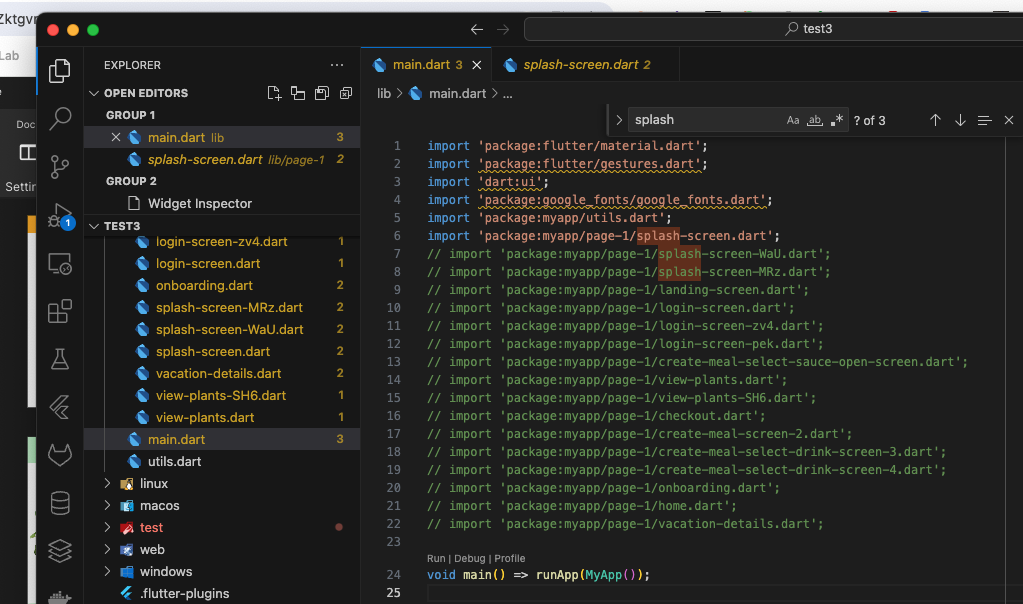 Zktgvr
test3
Lab
EXPLORER
main.dart 3
splash-screen.dart 2
OPEN EDITORS
lib > main.dart > ...
GROUP 1
splash
Aa
ab
.*
? of 3
Doc
main.dart lib 3
splash-screen.dart lib/page-1 2
GROUP 2
Settin
Widget Inspector
1
TEST3
login-screen-zv4.dart 1
login-screen.dart 1
onboarding.dart 2
splash-screen-MRz.dart 2
splash-screen-WaU.dart 2
splash-screen.dart 2
vacation-details.dart 2
view-plants-SH6.dart 1
view-plants.dart 1
main.dart 3
utils.dart
linux
macos
test
web
windows
.flutter-plugins
1 import 'package:flutter/material.dart';
2 import 'package:flutter/gestures.dart';
3 import 'dart:ui';
4 import 'package:google_fonts/google_fonts.dart';
5 import 'package:myapp/utils.dart';
6 import 'package:myapp/page-1/splash-screen.dart';
7 // import 'package:myapp/page-1/splash-screen-WaU.dart';
8 // import 'package:myapp/page-1/splash-screen-MRz.dart';
9 // import 'package:myapp/page-1/landing-screen.dart';
10 // import 'package:myapp/page-1/login-screen.dart';
11 // import 'package:myapp/page-1/login-screen-zv4.dart';
12 // import 'package:myapp/page-1/login-screen-pek.dart';
13 // import 'package:myapp/page-1/create-meal-select-sauce-open-screen.dart';
14 // import 'package:myapp/page-1/view-plants.dart';
15 // import 'package:myapp/page-1/view-plants-SH6.dart';
16 // import 'package:myapp/page-1/checkout.dart';
17 // import 'package:myapp/page-1/create-meal-screen-2.dart';
18 // import 'package:myapp/page-1/create-meal-select-drink-screen-3.dart';
19 // import 'package:myapp/page-1/create-meal-select-drink-screen-4.dart';
20 // import 'package:myapp/page-1/onboarding.dart';
21 // import 'package:myapp/page-1/home.dart';
22 // import 'package:myapp/page-1/vacation-details.dart';
23
Run | Debug | Profile
24 void main() => runApp(MyApp());
25